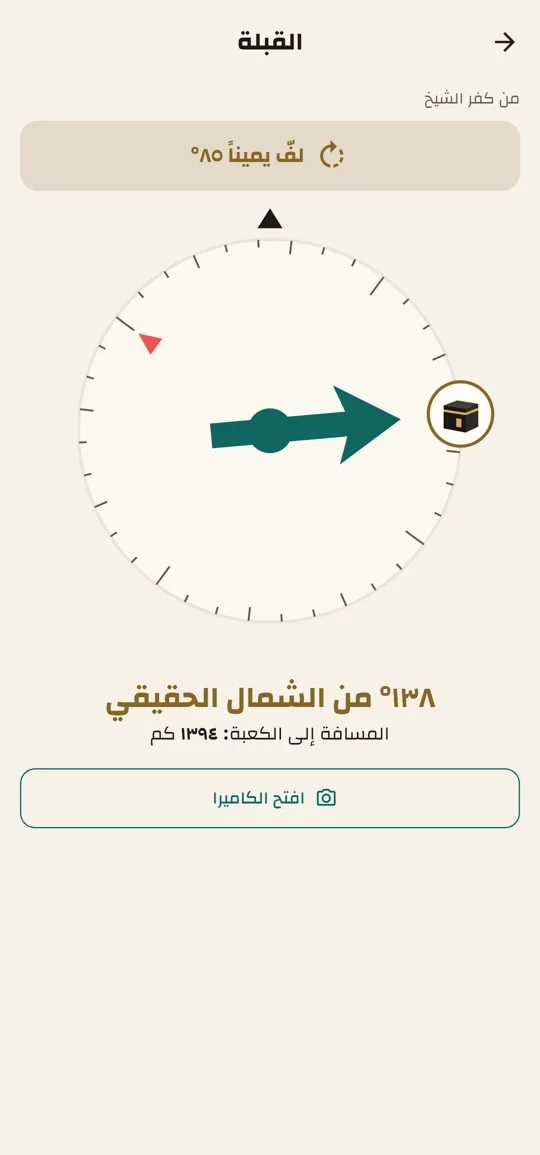 القبلة
من كفر الشيخ
لفّ يميناً ٨٥°
١٣٨° من الشمال الحقيقي
المسافة إلى الكعبة: ١٣٩٤ كم
افتح الكاميرا